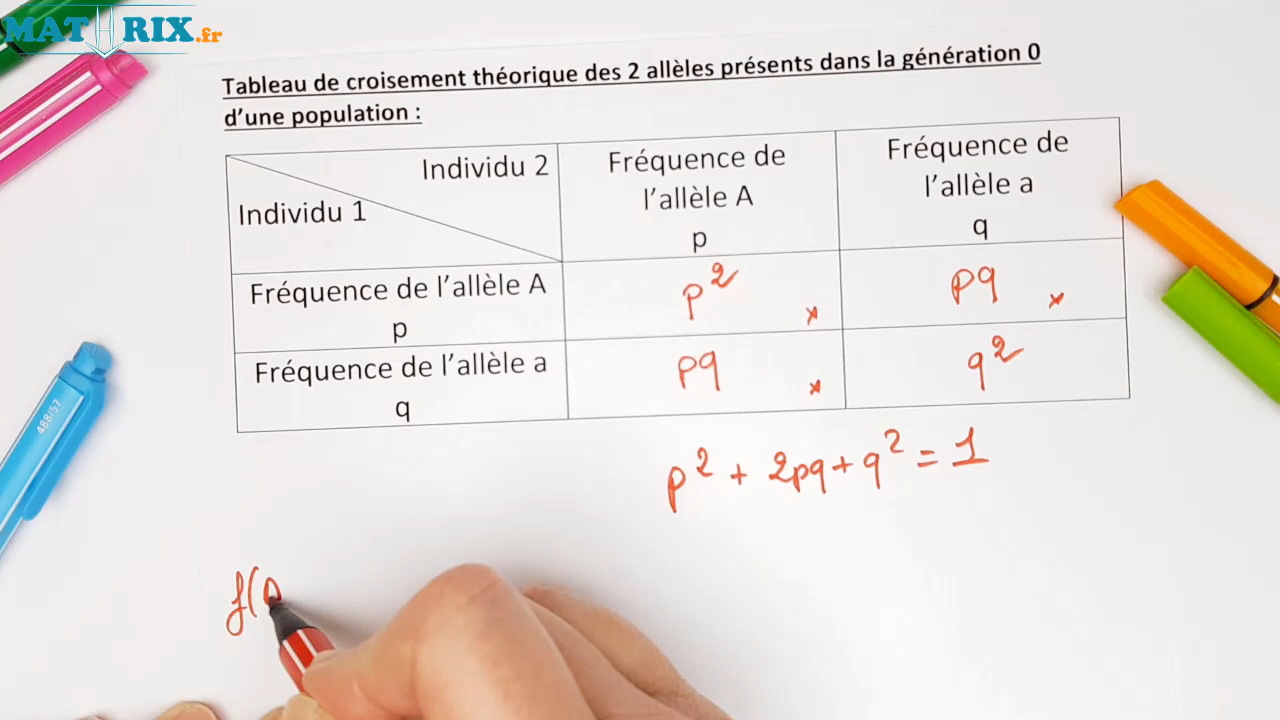 MATHRIX.fr
Tableau de croisement théorique des 2 allèles présents dans la génération 0
d'une population :
Individu 2
Individu 1
Fréquence de
l'allèle A
p
Fréquence de
l'allèle a
q
Fréquence de l'allèle A
p
p²
pq
Fréquence de l'allèle a
q
pq
q²
p² + 2pq + q² = 1
f(
488/57